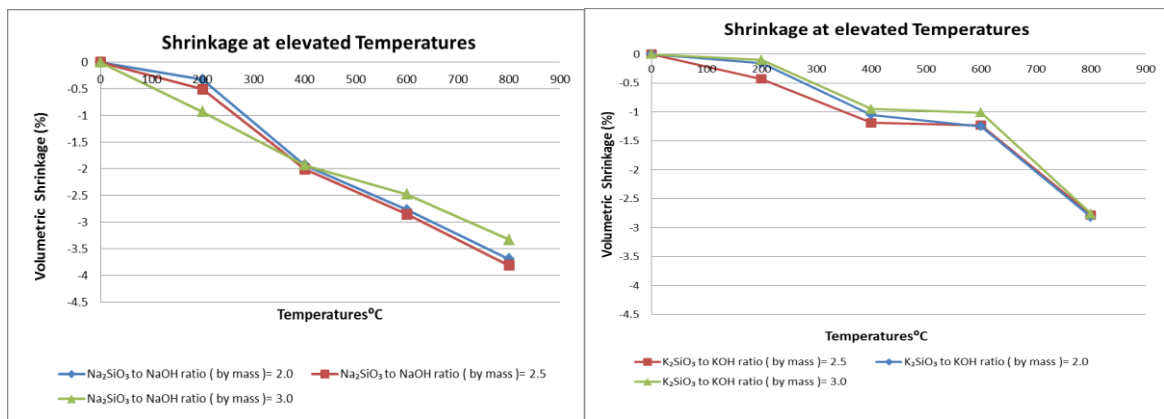 Shrinkage at elevated Temperatures
0
0 100 200 300 400 500 600 700 800 900
-0.5
-1
-1.5
-2
-2.5
-3
-3.5
-4
-4.5
Volumetric Shrinkage (%)
Temperatures⁰C
Na₂SiO₃ to NaOH ratio ( by mass )= 2.0
Na₂SiO₃ to NaOH ratio ( by mass )= 2.5
Na₂SiO₃ to NaOH ratio ( by mass )= 3.0
Shrinkage at elevated Temperatures
0
0 100 200 300 400 500 600 700 800 900
-0.5
-1
-1.5
-2
-2.5
-3
-3.5
-4
-4.5
Volumetric Shrinkage (%)
Temperatures⁰C
K₂SiO₃ to KOH ratio ( by mass )= 2.5
K₂SiO₃ to KOH ratio ( by mass )= 2.0
K₂SiO₃ to KOH ratio ( by mass )= 3.0